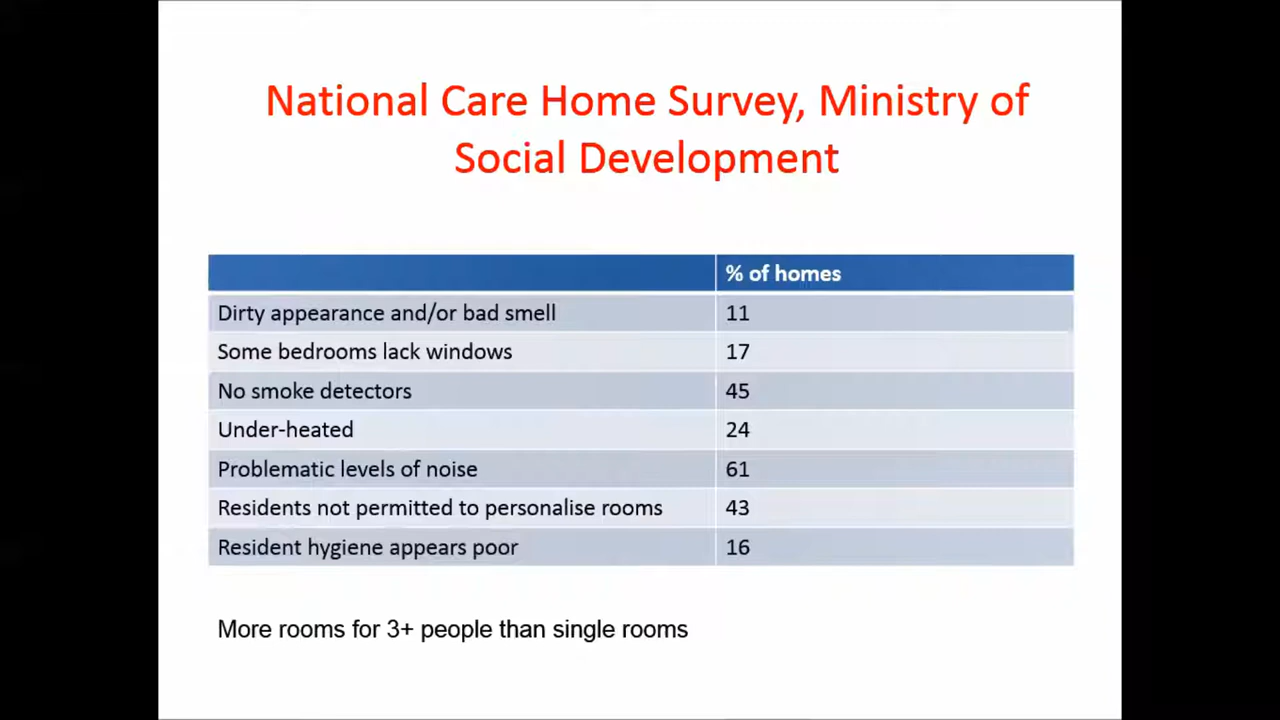 National Care Home Survey, Ministry of
Social Development
% of homes
Dirty appearance and/or bad smell 11
Some bedrooms lack windows 17
No smoke detectors 45
Under-heated 24
Problematic levels of noise 61
Residents not permitted to personalise rooms 43
Resident hygiene appears poor 16
More rooms for 3+ people than single rooms